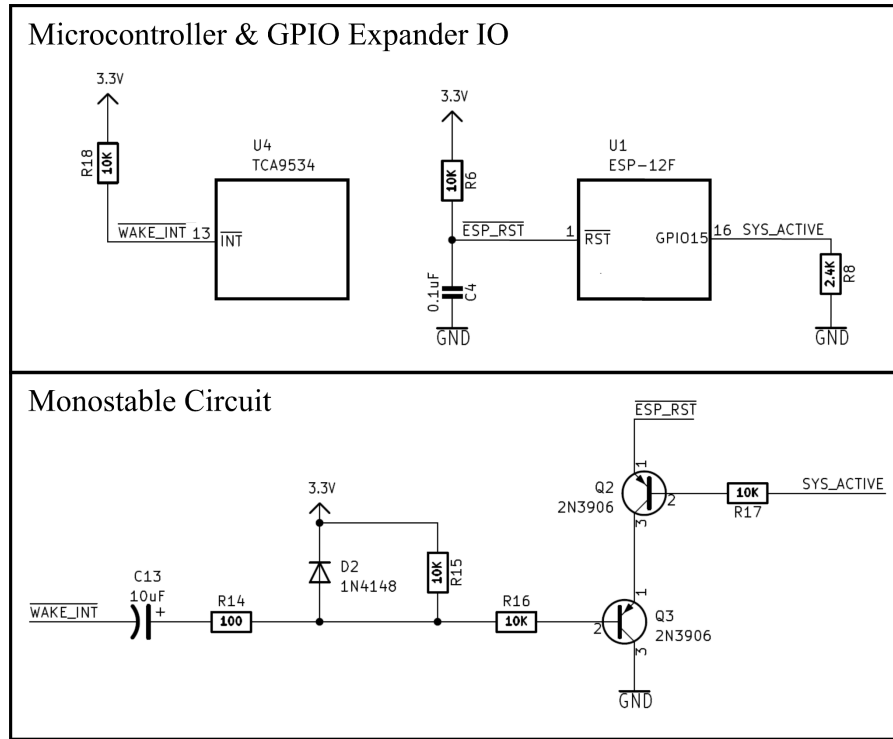 Microcontroller & GPIO Expander IO
3.3V
R18
10K
WAKE_INT 13
U4
TCA9534
INT
3.3V
10K
R6
ESP_RST
1
0.1uF
C4
GND
U1
ESP-12F
RST
GPIO15
16 SYS_ACTIVE
2.4K
R8
GND
Monostable Circuit
WAKE_INT
C13
10uF
+
R14
100
3.3V
D2
1N4148
10K
R15
R16
10K
ESP_RST
1
Q2
2N3906
2
3
10K
R17
SYS_ACTIVE
1
2
Q3
2N3906
3
GND